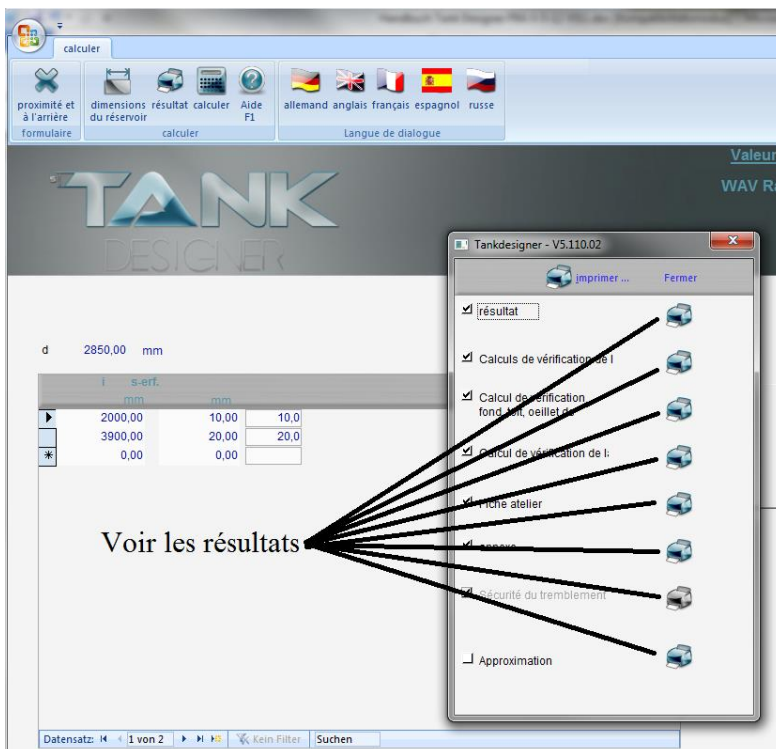 calculer
proximité et
à l'arrière
dimensions
du réservoir
résultat
calculer
Aide
F1
allemand
anglais
français
espagnol
russe
formulaire
calculer
Langue de dialogue
Valeur
WAV Ra
TANK
DESIGNER
d 2850,00 mm
i s-erf.
mm mm
2000,00 10,00 10,0
3900,00 20,00 20,0
0,00 0,00
Voir les résultats
Tankdesigner - V5.110.02
imprimer ... Fermer
résultat
Calculs de vérification de l
Calcul de vérification
fond, toit, oeillet de
Calcul de vérification de la
Fiche atelier
annexe
Sécurité du tremblement
Approximation
Datensatz: 1 von 2 Kein Filter Suchen